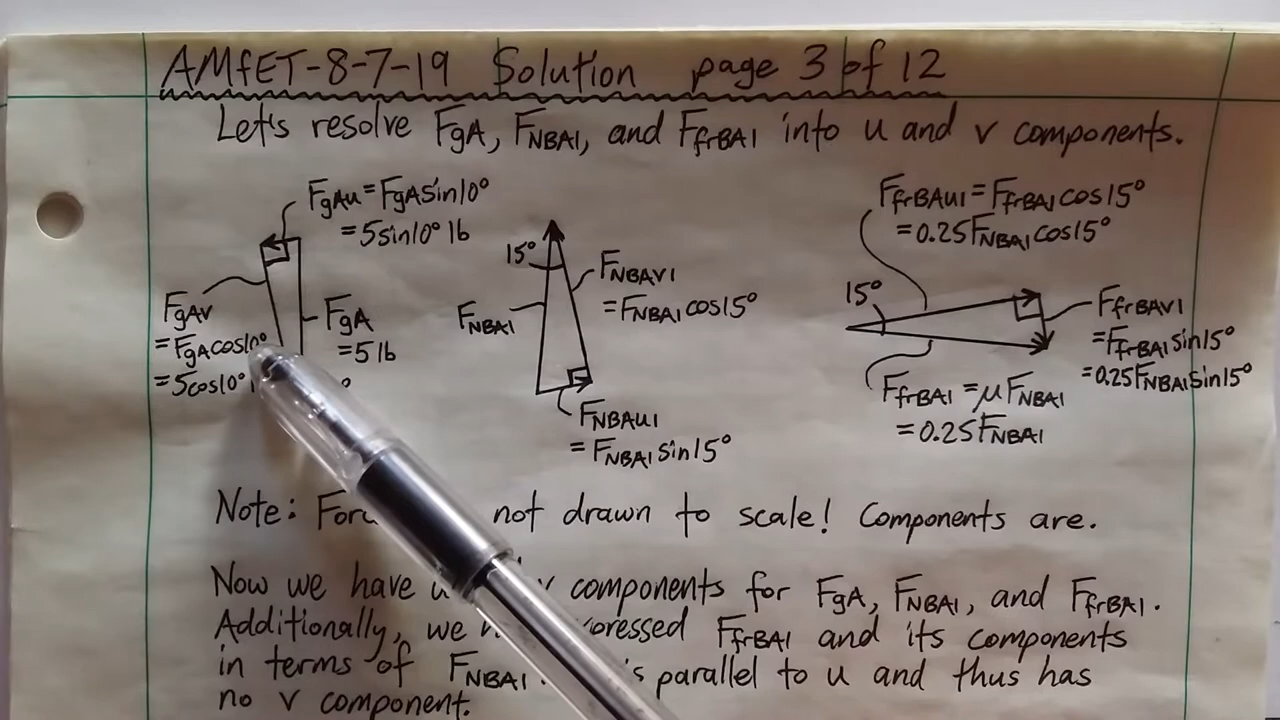 AMfET-8-7-19 Solution page 3 of 12
Let's resolve FgA, FNBA1, and FfrBA1 into u and v components.
FgAu = FgAsin10°
= 5sin10° lb
FgAv
= FgAcos10°
= 5cos10°
FgA
= 5 lb
15°
FNBA1
FNBAV1
= FNBA1cos15°
FNBAU1
= FNBA1sin15°
FfrBAU1 = FfrBA1cos15°
= 0.25FNBA1cos15°
15°
FfrBAV1
= FfrBA1sin15°
= 0.25FNBA1sin15°
FfrBA1 = μFNBA1
= 0.25FNBA1
Note: not drawn to scale! Components are.
Now we have components for FgA, FNBA1, and FfrBA1.
Additionally, we FfrBA1 and its components
in terms of FNBA1. parallel to u and thus has
no v component.